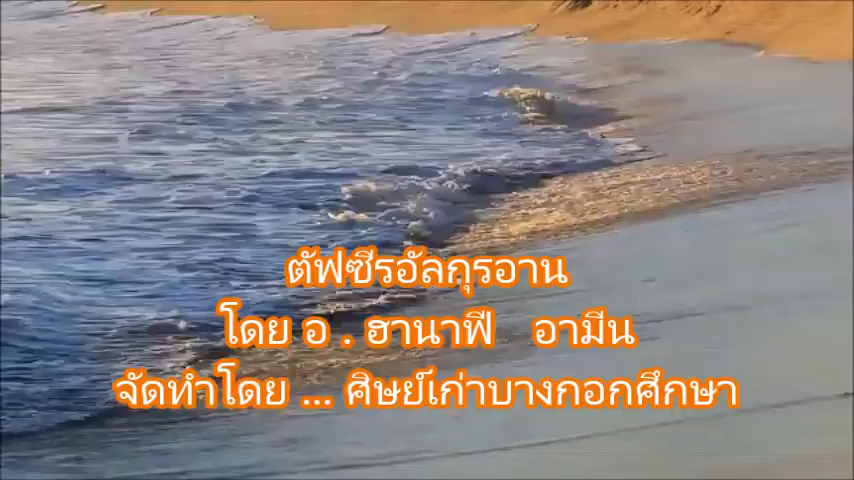 ตัฟซีรอัลกุรอาน
โดย อ . ฮานาฟี อามีน
จัดทำโดย ... ศิษย์เก่าบางกอกศึกษา